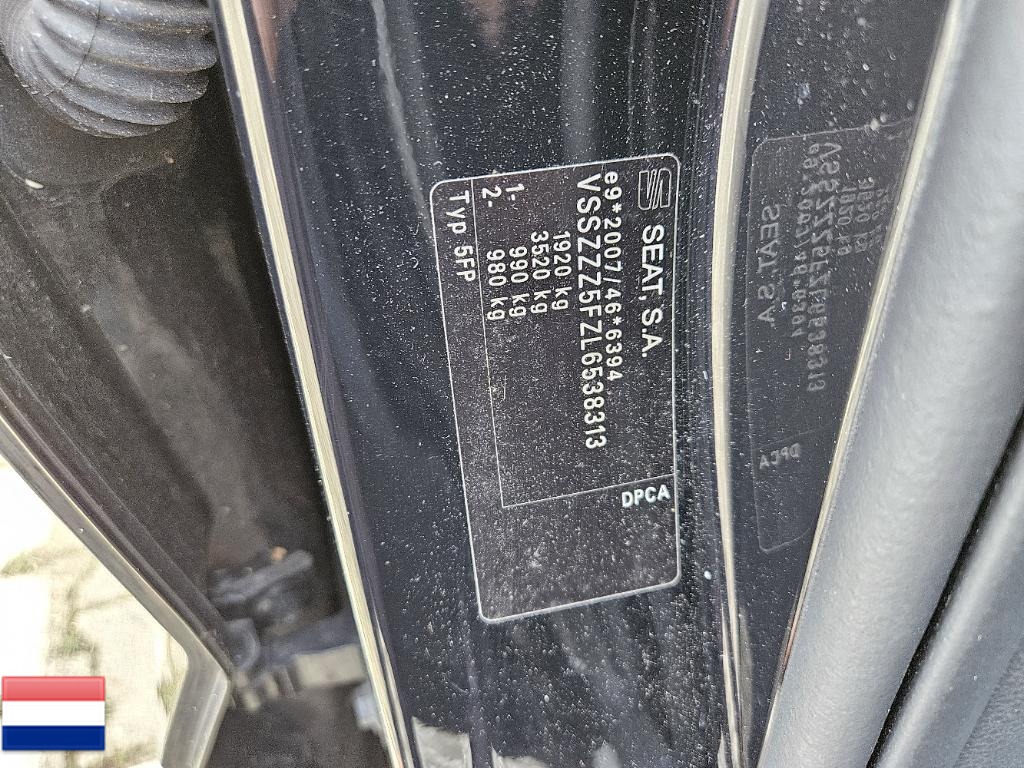 SEAT, S.A.
e9*2007/46*6394
VSSZZZ5FZL6538313
1920 kg
3520 kg
1- 990 kg
2- 980 kg
Typ 5FP
DPCA